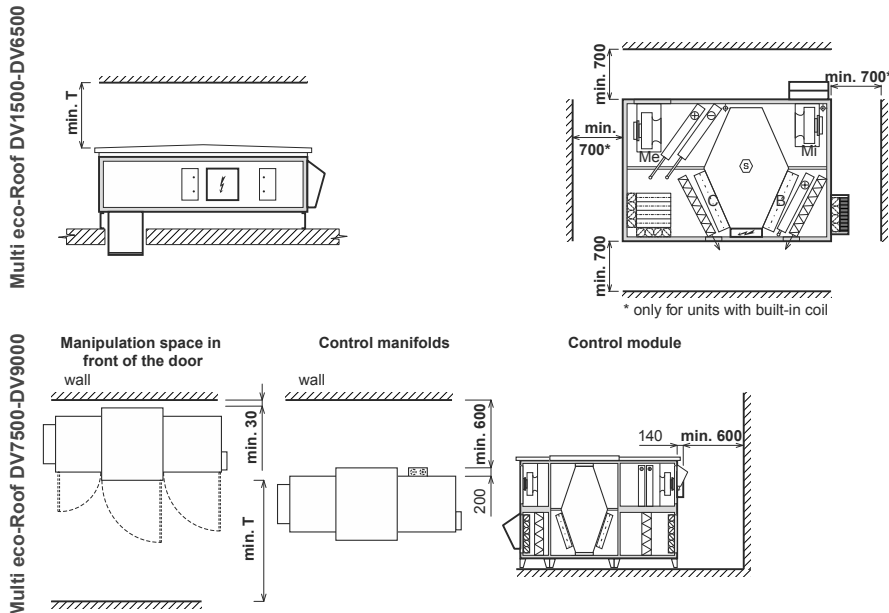 Multi eco-Roof DV1500-DV6500
min. T
min. 700
min. 700*
min.
700*
Me
Mi
S
C
B
min. 700
* only for units with built-in coil
Multi eco-Roof DV7500-DV9000
Manipulation space in
front of the door
wall
min. 30
min. T
Control manifolds
wall
min. 600
200
Control module
140
min. 600